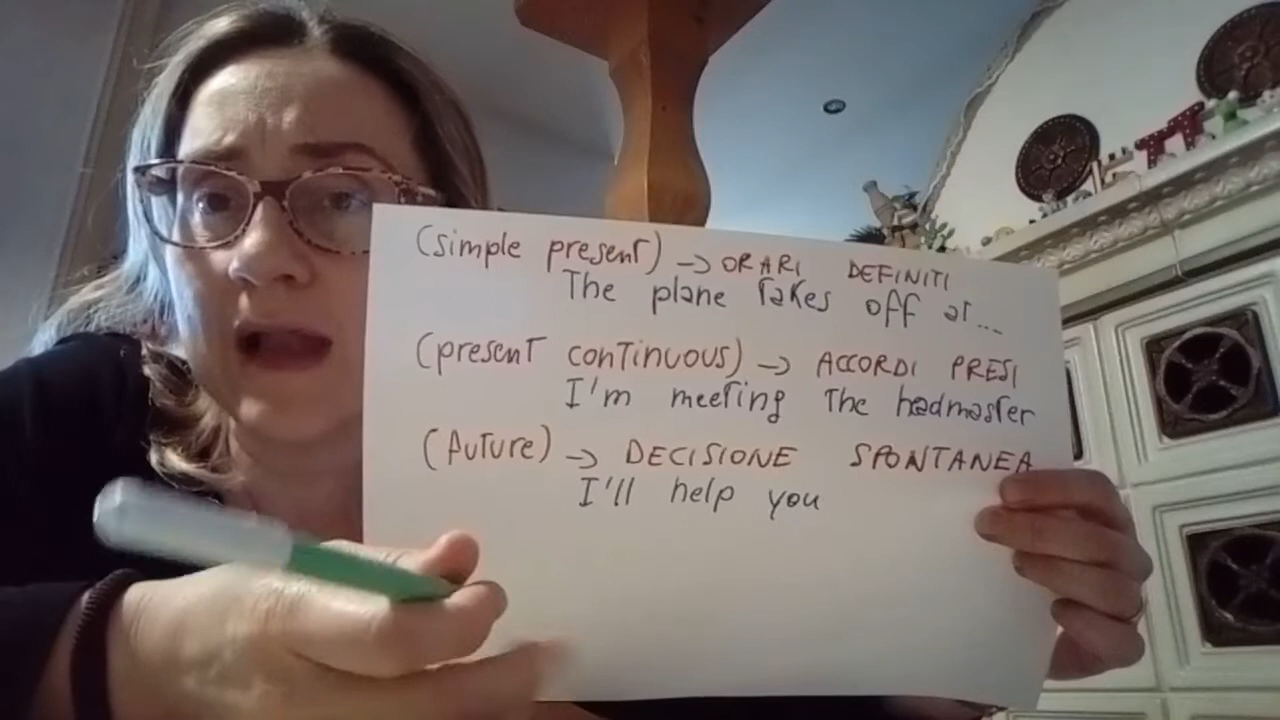 (simple present) → ORARI DEFINITI
The plane takes off at...
(present continuous) → ACCORDI PRESI
I'm meeting the hedmaster
(future) → DECISIONE SPONTANEA
I'll help you